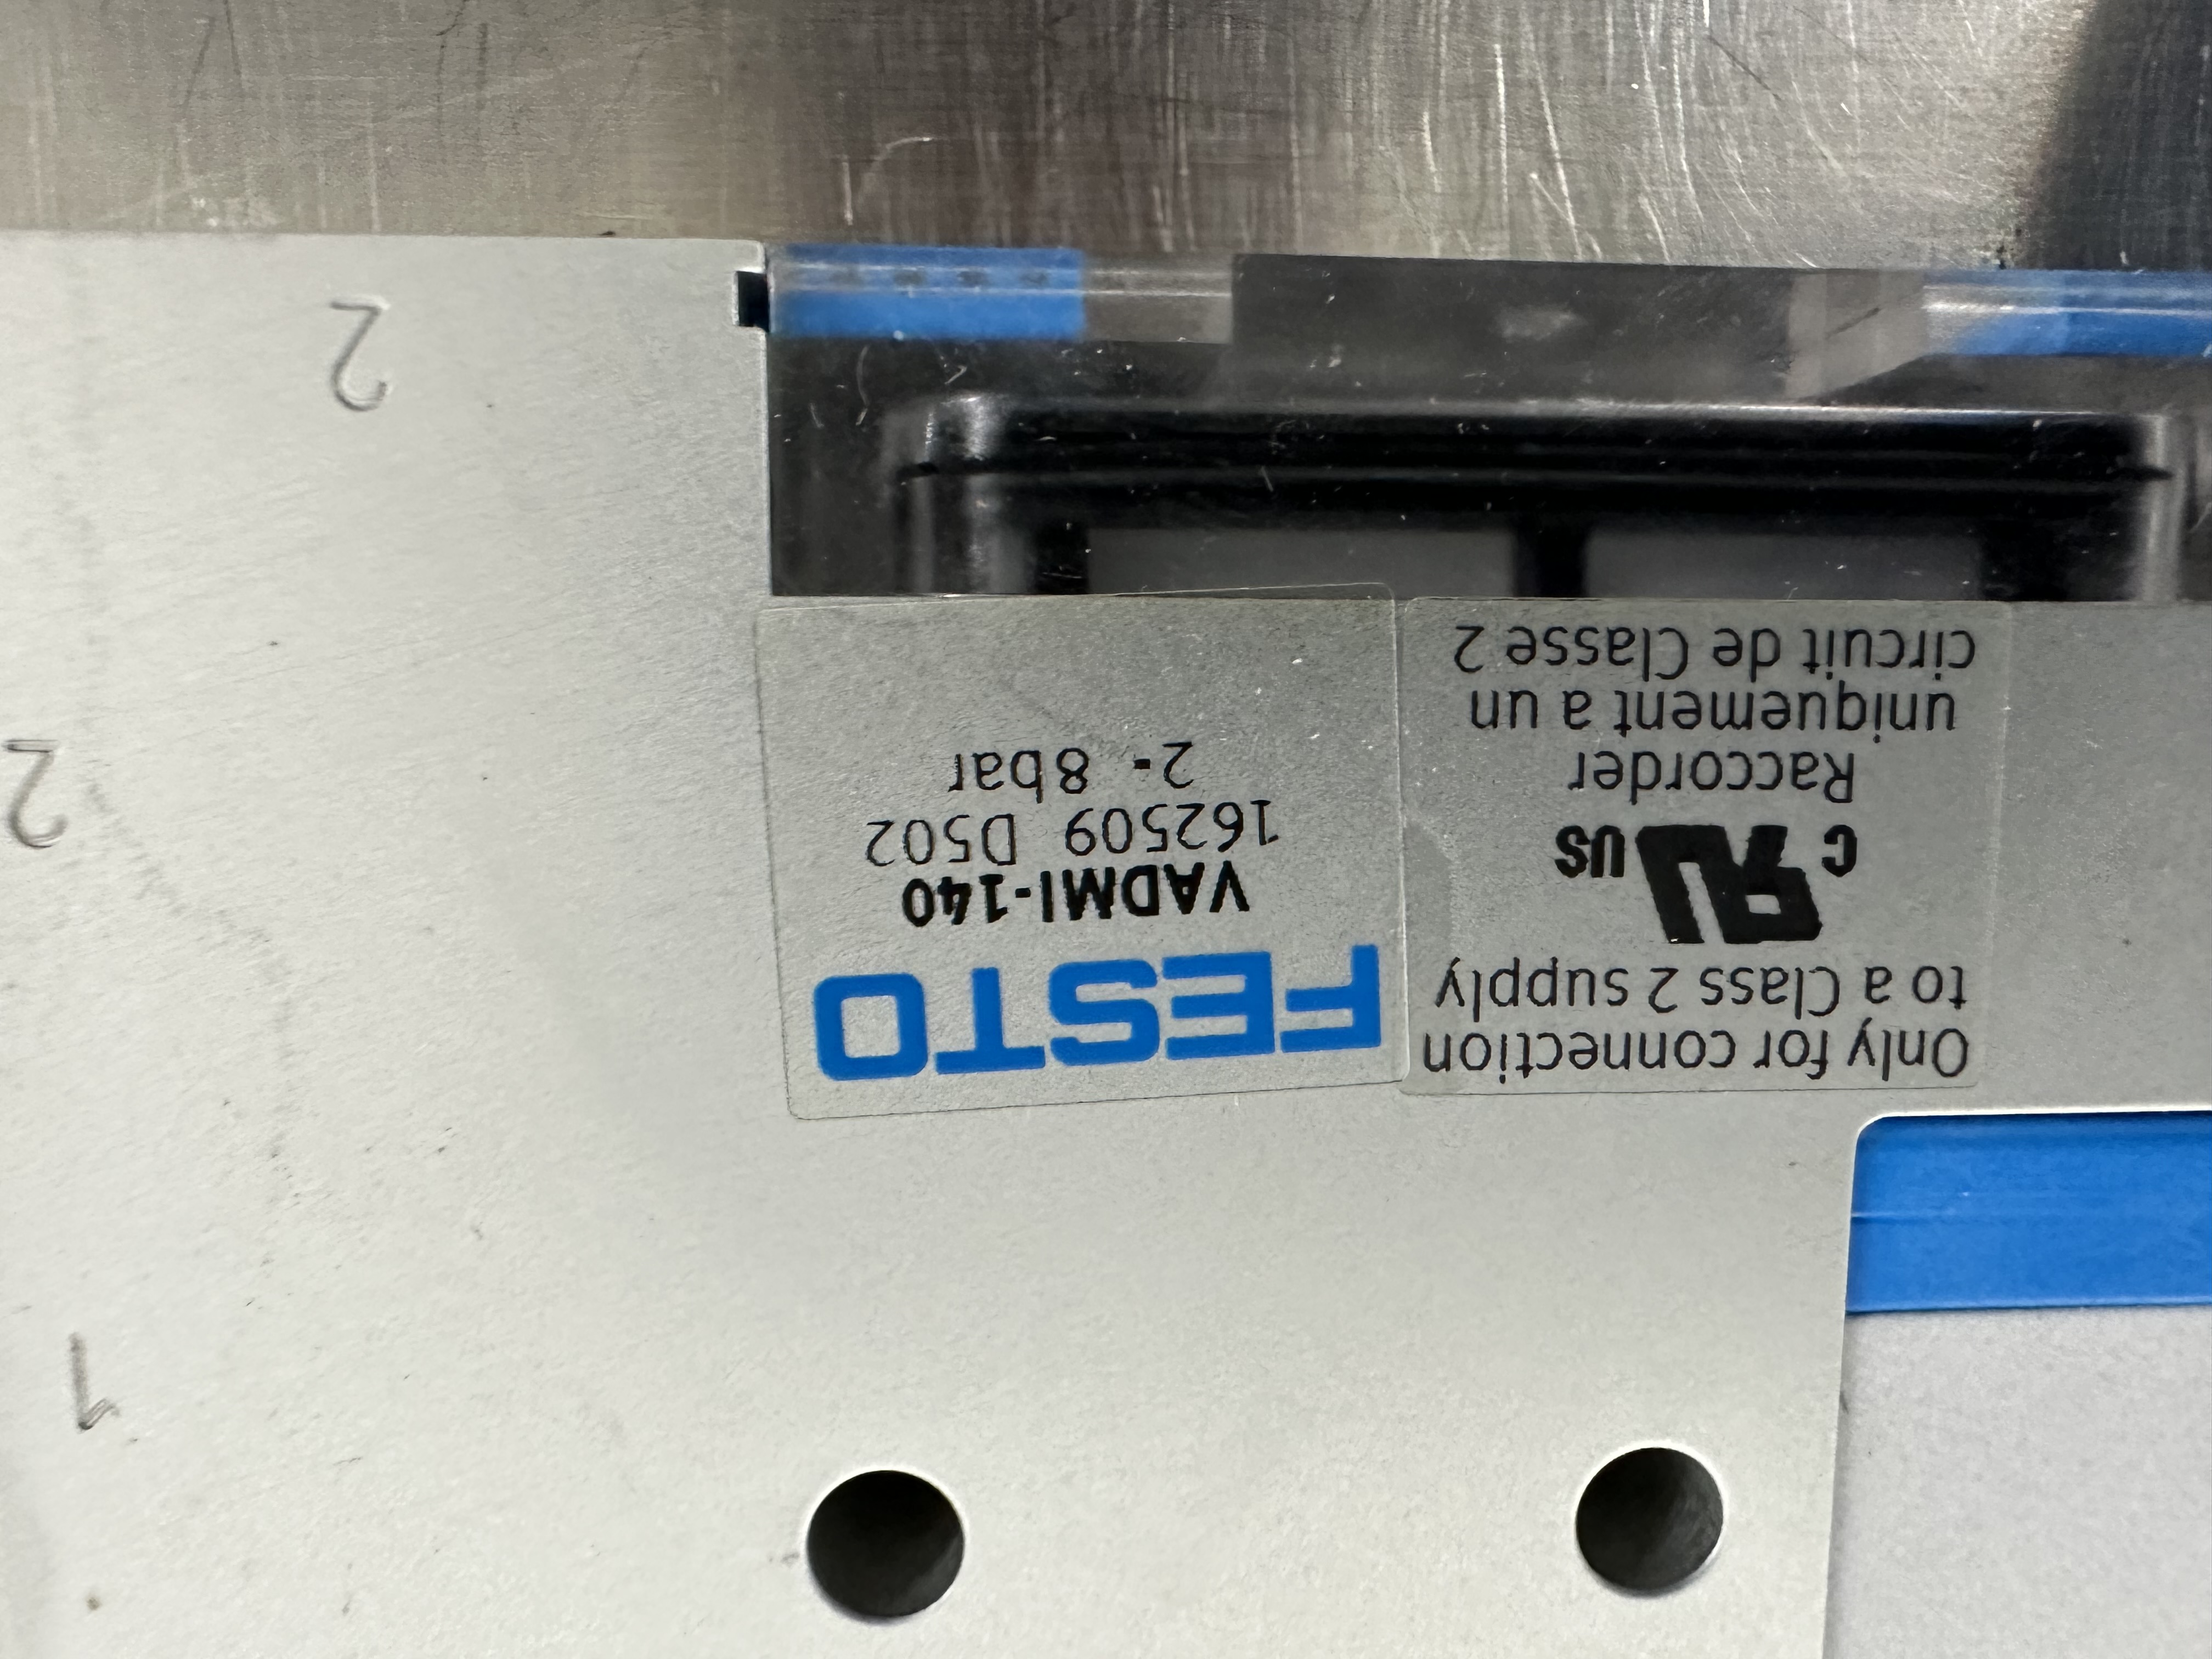 Only for connection
to a Class 2 supply
c RU US
Raccorder
uniquement a un
circuit de Classe 2
FESTO
VADMI-140
162509 D502
2- 8bar
1
2
2